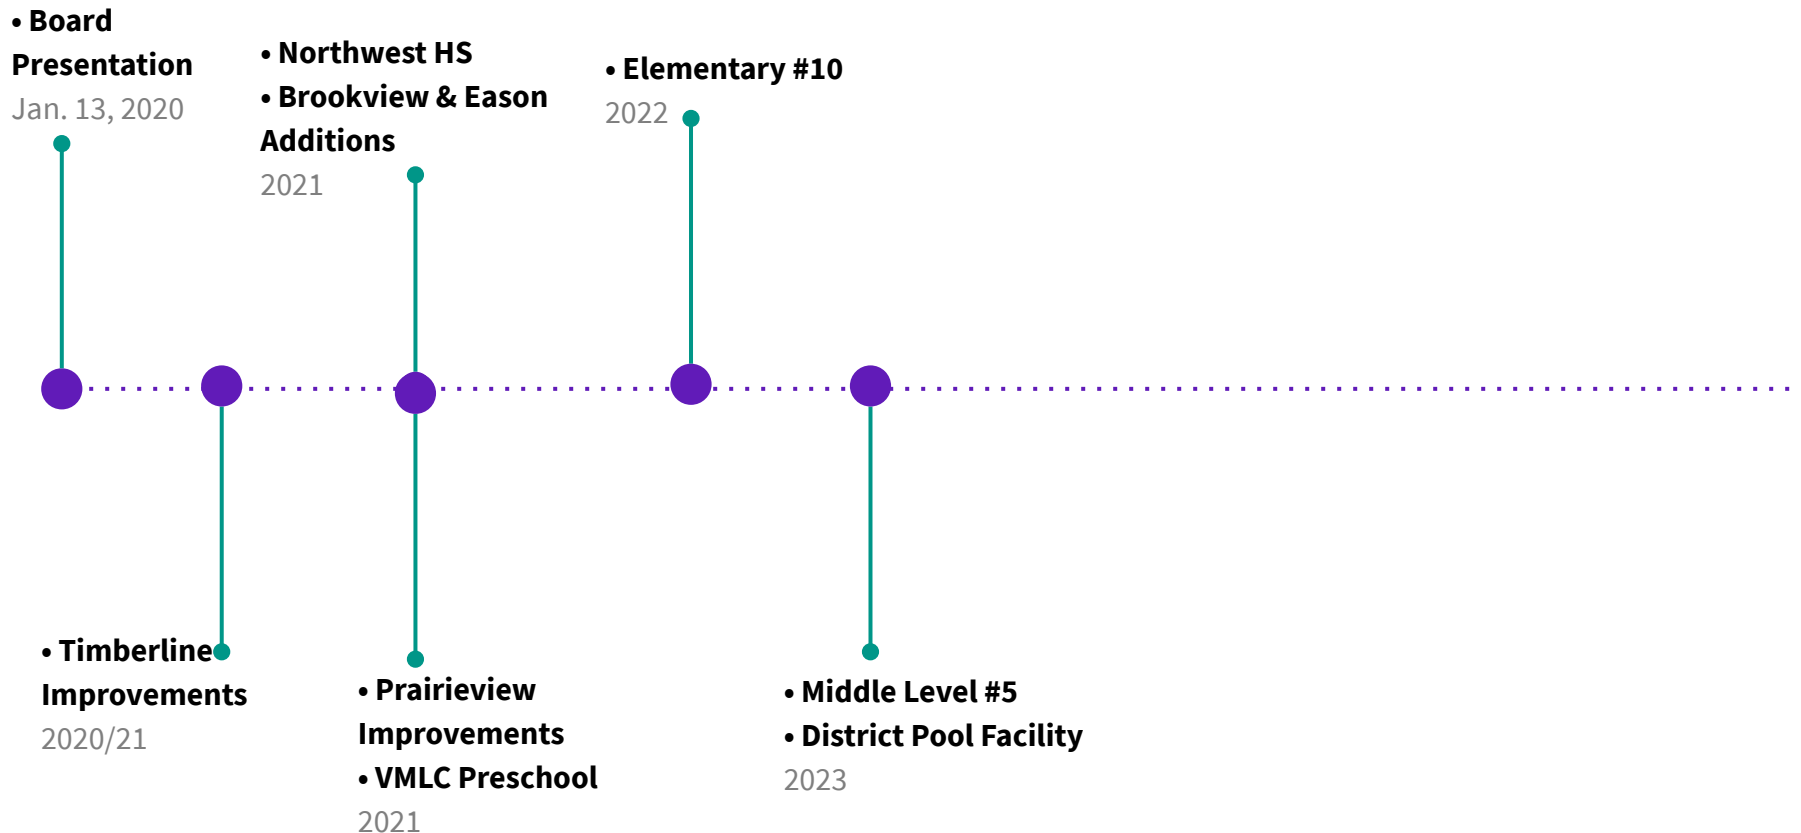 • Board
Presentation
Jan. 13, 2020
• Northwest HS
• Brookview & Eason
Additions
2021
• Elementary #10
2022
• Timberline
Improvements
2020/21
• Prairieview
Improvements
• VMLC Preschool
2021
• Middle Level #5
• District Pool Facility
2023